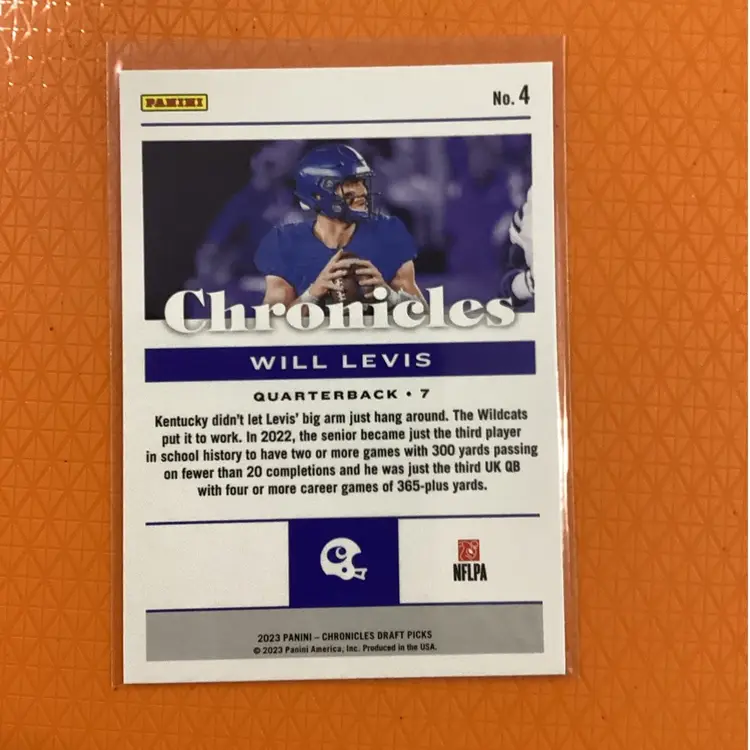 PANINI
No. 4
Chronicles
WILL LEVIS
QUARTERBACK • 7
Kentucky didn't let Levis' big arm just hang around. The Wildcats
put it to work. In 2022, the senior became just the third player
in school history to have two or more games with 300 yards passing
on fewer than 20 completions and he was just the third UK QB
with four or more career games of 365-plus yards.
C
NFLPA
2023 PANINI – CHRONICLES DRAFT PICKS
© 2023 Panini America, Inc. Produced in the USA.